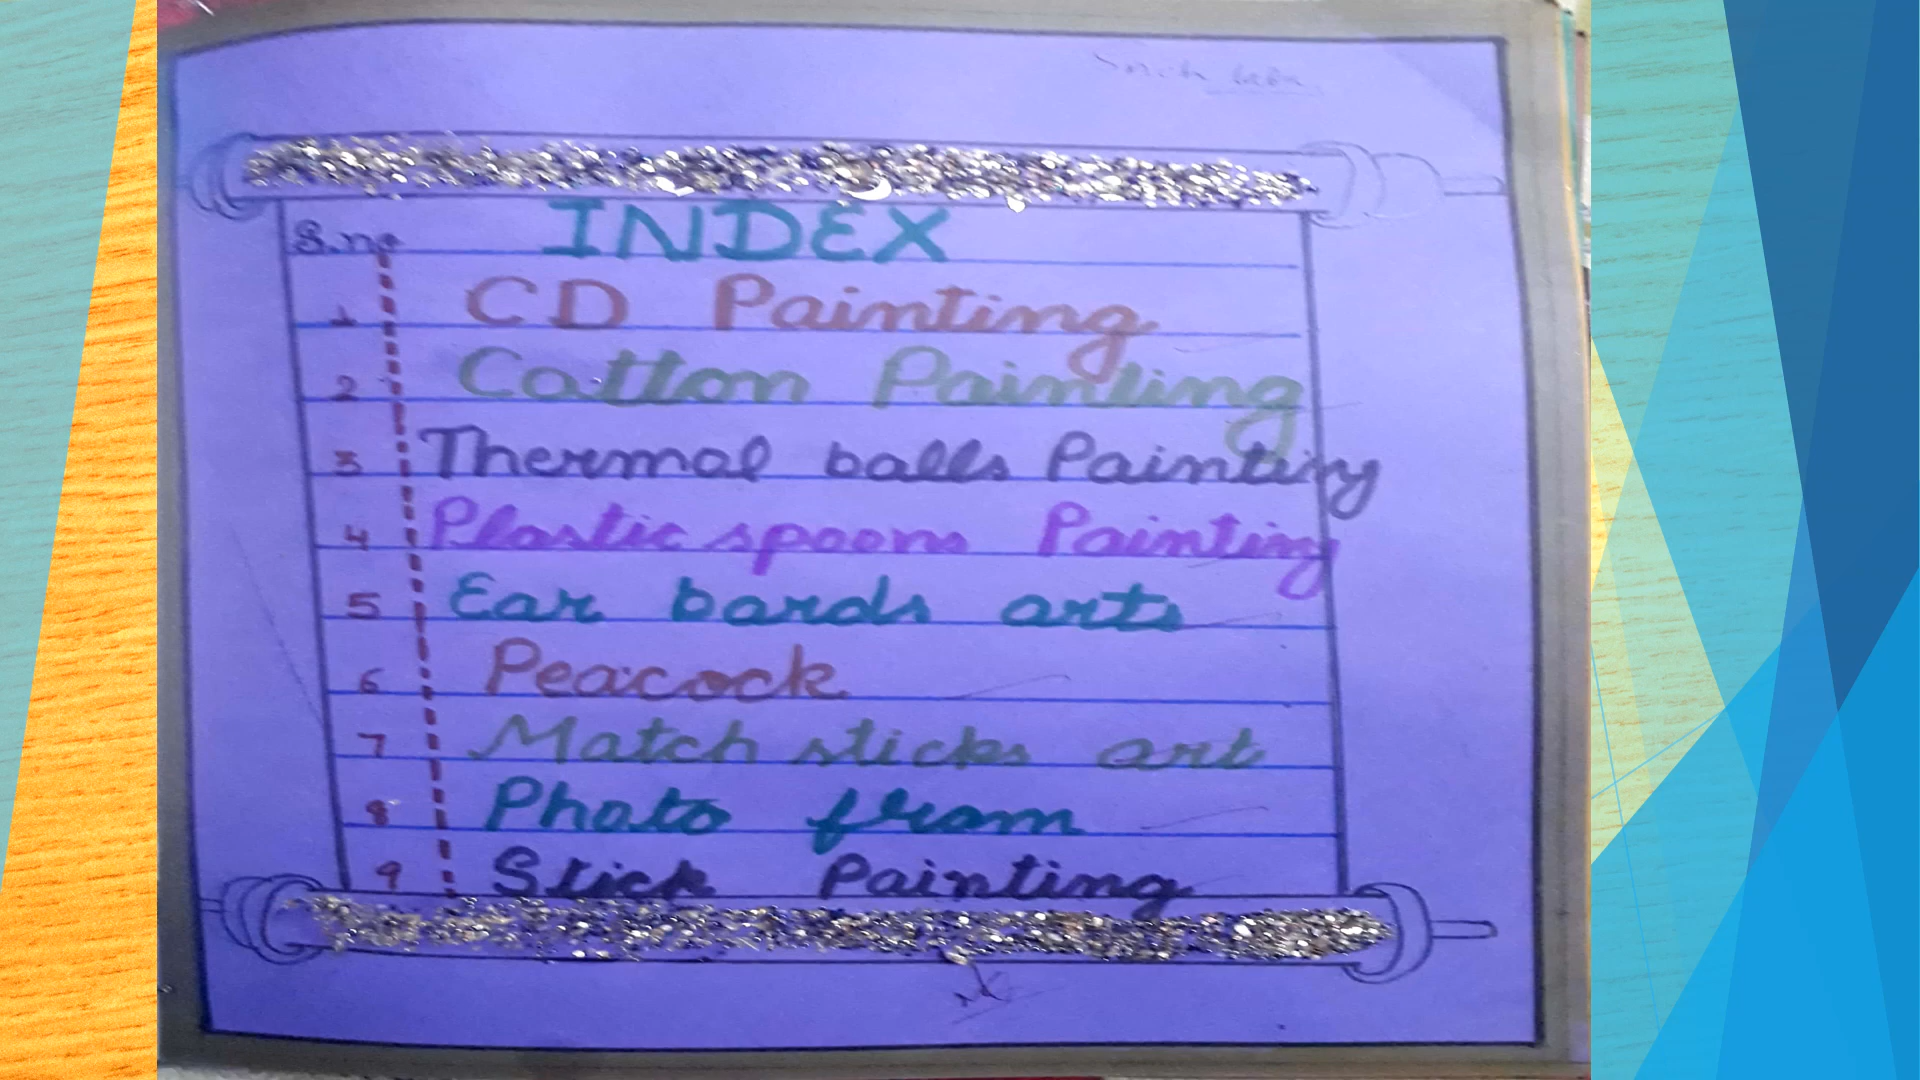 S.no INDEX
1 CD Painting
2 Cotton Painting
3 Thermal balls Painting
4 Plastic spoons Painting
5 Ear bards arts
6 Peacock
7 Match sticks art
8 Photo from
9 Stick Painting